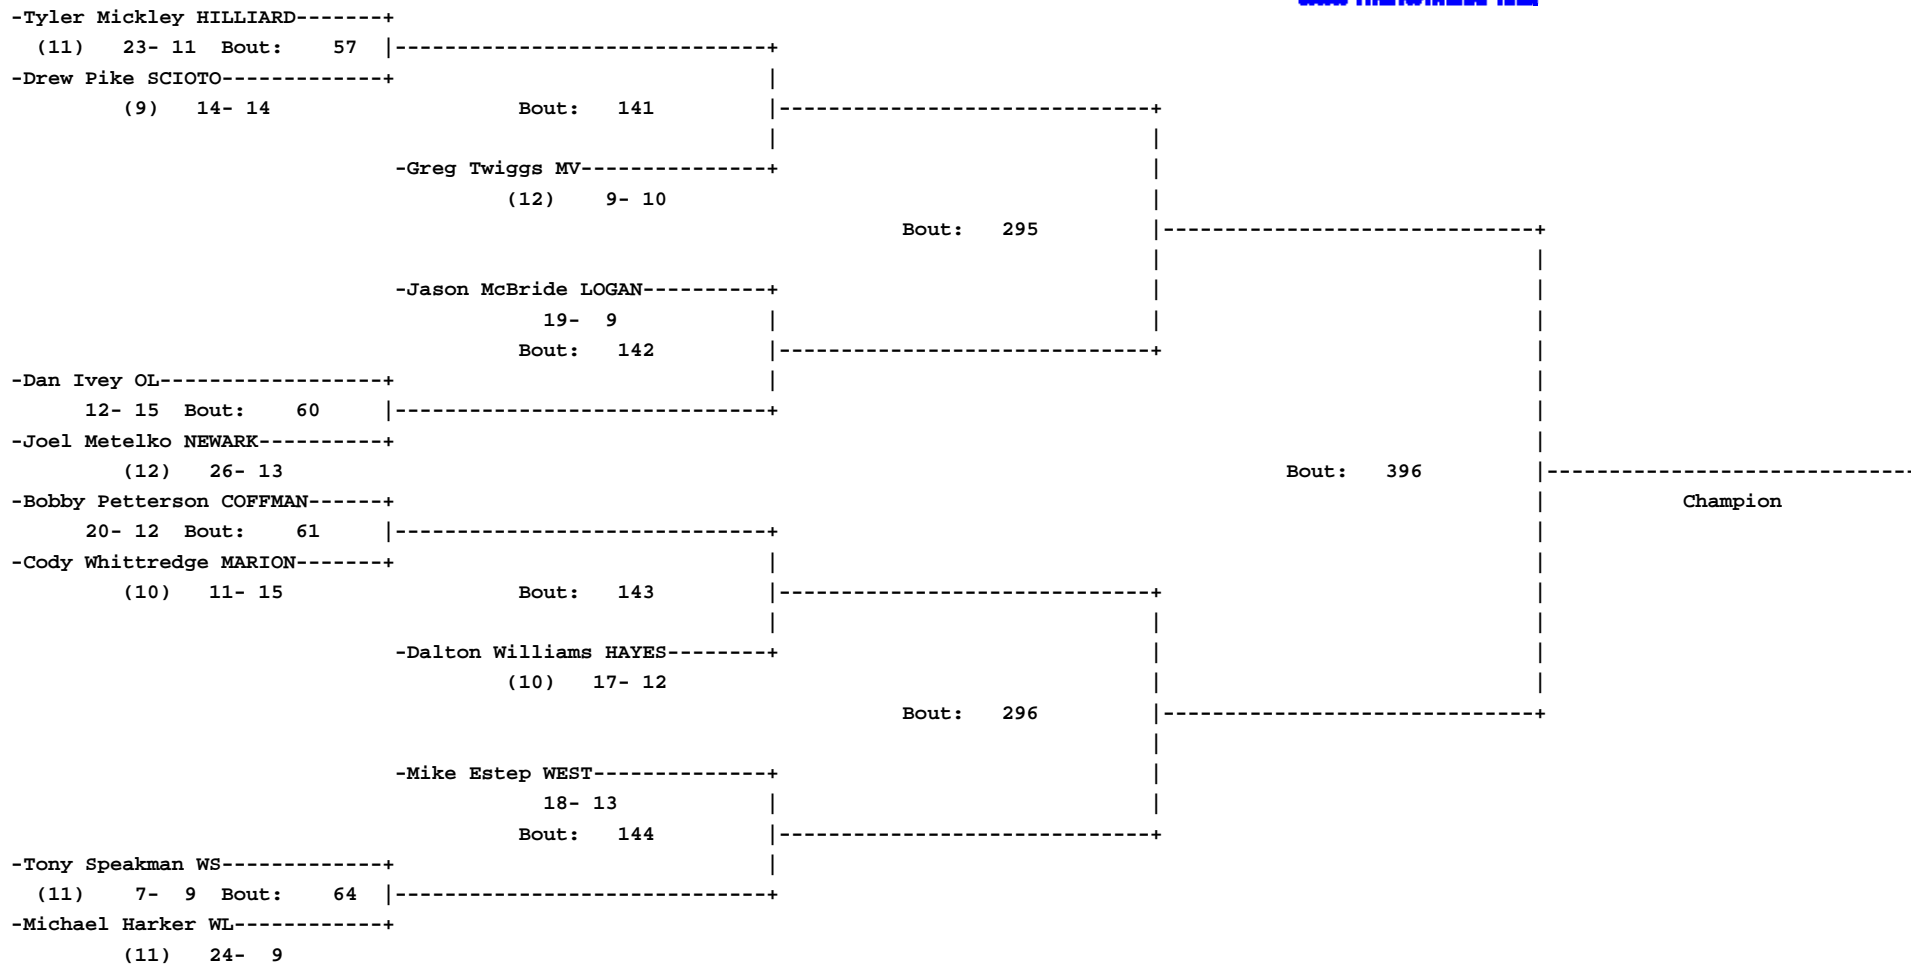 -Tyler Mickley HILLIARD-------+
(11) 23- 11 Bout: 57 |------------------------------+
-Drew Pike SCIOTO-------------+ |
(9) 14- 14 Bout: 141 |------------------------------+
| |
-Greg Twiggs MV---------------+ |
(12) 9- 10 |
Bout: 295 |------------------------------+
| |
-Jason McBride LOGAN----------+ | |
19- 9 | | |
Bout: 142 |------------------------------+ |
-Dan Ivey OL------------------+ | |
12- 15 Bout: 60 |------------------------------+ |
-Joel Metelko NEWARK----------+ |
(12) 26- 13 Bout: 396 |------------------------------
-Bobby Petterson COFFMAN------+ | Champion
20- 12 Bout: 61 |------------------------------+ |
-Cody Whittredge MARION-------+ | |
(10) 11- 15 Bout: 143 |------------------------------+ |
| | |
-Dalton Williams HAYES--------+ | |
(10) 17- 12 | |
Bout: 296 |------------------------------+
|
-Mike Estep WEST--------------+ |
18- 13 | |
Bout: 144 |------------------------------+
-Tony Speakman WS-------------+ |
(11) 7- 9 Bout: 64 |------------------------------+
-Michael Harker WL------------+
(11) 24- 9